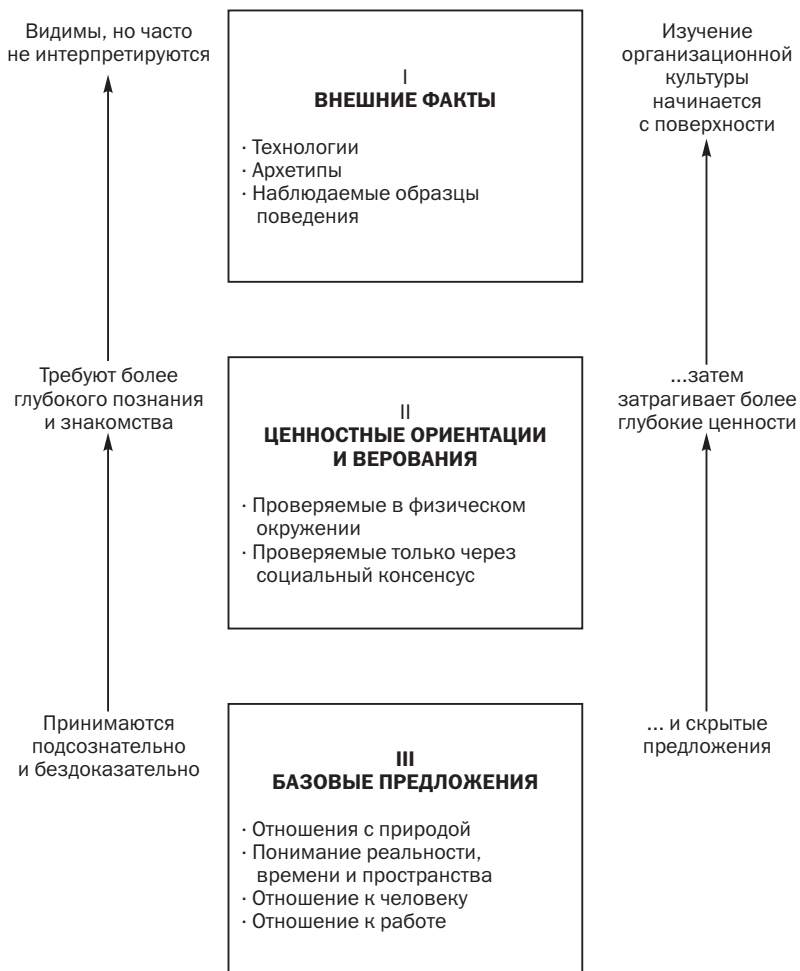 Видимы, но часто
не интерпретируются
I
ВНЕШНИЕ ФАКТЫ
· Технологии
· Архетипы
· Наблюдаемые образцы
поведения
Изучение
организационной
культуры
начинается
с поверхности
Требуют более
глубокого познания
и знакомства
II
ЦЕННОСТНЫЕ ОРИЕНТАЦИИ
И ВЕРОВАНИЯ
· Проверяемые в физическом
окружении
· Проверяемые только через
социальный консенсус
...затем
затрагивает более
глубокие ценности
Принимаются
подсознательно
и бездоказательно
III
БАЗОВЫЕ ПРЕДЛОЖЕНИЯ
· Отношения с природой
· Понимание реальности,
времени и пространства
· Отношение к человеку
· Отношение к работе
... и скрытые
предложения